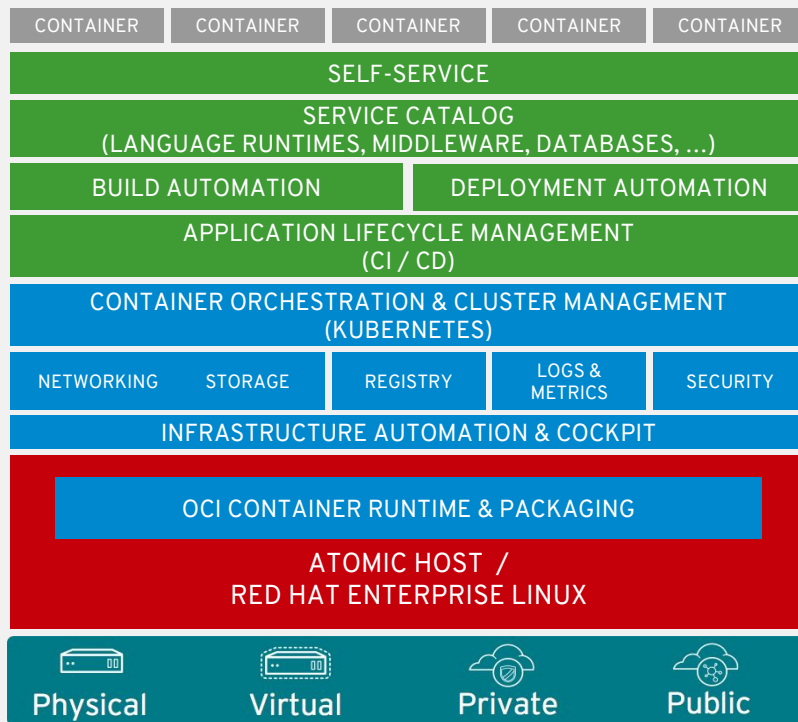 CONTAINER CONTAINER CONTAINER CONTAINER CONTAINER
SELF-SERVICE
SERVICE CATALOG
(LANGUAGE RUNTIMES, MIDDLEWARE, DATABASES, ...)
BUILD AUTOMATION DEPLOYMENT AUTOMATION
APPLICATION LIFECYCLE MANAGEMENT
(CI / CD)
CONTAINER ORCHESTRATION & CLUSTER MANAGEMENT
(KUBERNETES)
NETWORKING STORAGE REGISTRY LOGS &
METRICS SECURITY
INFRASTRUCTURE AUTOMATION & COCKPIT
OCI CONTAINER RUNTIME & PACKAGING
ATOMIC HOST /
RED HAT ENTERPRISE LINUX
Physical Virtual Private Public